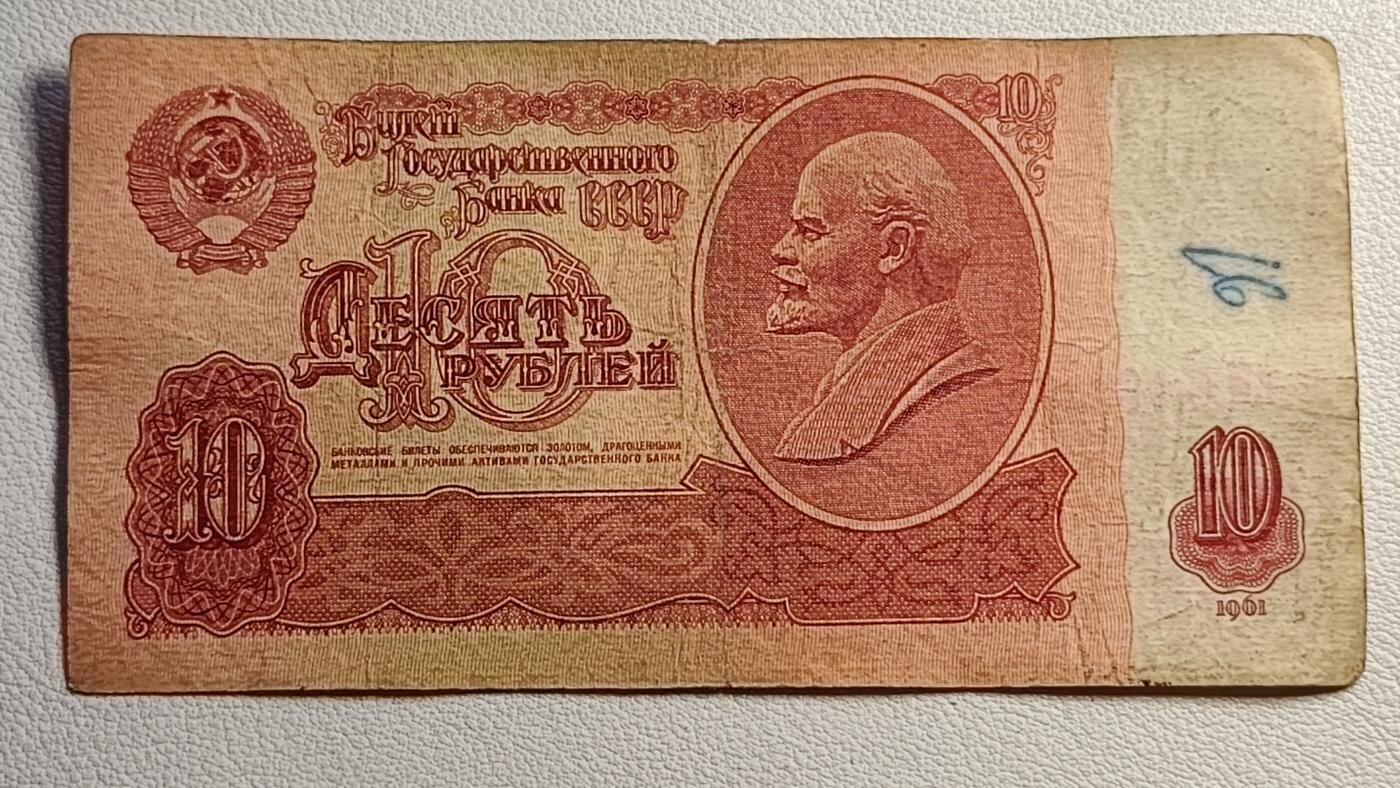 Билет
Государственного
Банка СССР
10
10
Десять
рублей
БАНКОВСКИЕ БИЛЕТЫ ОБЕСПЕЧИВАЮТСЯ ЗОЛОТОМ, ДРАГОЦЕННЫМИ
МЕТАЛЛАМИ И ПРОЧИМИ АКТИВАМИ ГОСУДАРСТВЕННОГО БАНКА
10
10
1961